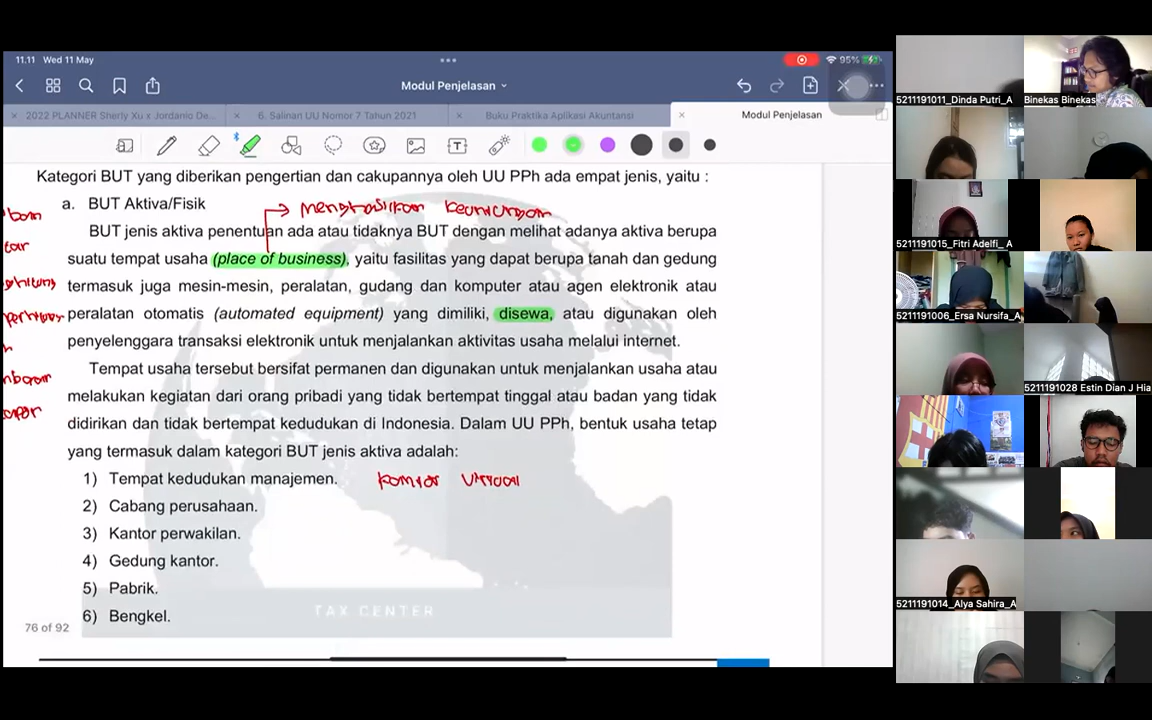 11.11 Wed 11 May
95%
Modul Penjelasan
2022 PLANNER Sherly Xu x Jordanio De...
6. Salinan UU Nomor 7 Tahun 2021
Buku Praktika Aplikasi Akuntansi
Modul Penjelasan
Kategori BUT yang diberikan pengertian dan cakupannya oleh UU PPh ada empat jenis, yaitu :
a. BUT Aktiva/Fisik
menghasilkan keuntungan
BUT jenis aktiva penentuan ada atau tidaknya BUT dengan melihat adanya aktiva berupa
suatu tempat usaha (place of business), yaitu fasilitas yang dapat berupa tanah dan gedung
termasuk juga mesin-mesin, peralatan, gudang dan komputer atau agen elektronik atau
peralatan otomatis (automated equipment) yang dimiliki, disewa, atau digunakan oleh
penyelenggara transaksi elektronik untuk menjalankan aktivitas usaha melalui internet.
Tempat usaha tersebut bersifat permanen dan digunakan untuk menjalankan usaha atau
melakukan kegiatan dari orang pribadi yang tidak bertempat tinggal atau badan yang tidak
didirikan dan tidak bertempat kedudukan di Indonesia. Dalam UU PPh, bentuk usaha tetap
yang termasuk dalam kategori BUT jenis aktiva adalah:
1) Tempat kedudukan manajemen. kantor virtual
2) Cabang perusahaan.
3) Kantor perwakilan.
4) Gedung kantor.
5) Pabrik.
6) Bengkel.
TAX CENTER
76 of 92
5211191011_Dinda Putri_A
Binekas Binekas
5211191015_Fitri Adelfi_ A
5211191006_Ersa Nursifa_A
5211191028 Estin Dian J Hia
5211191014_Alya Sahira_A